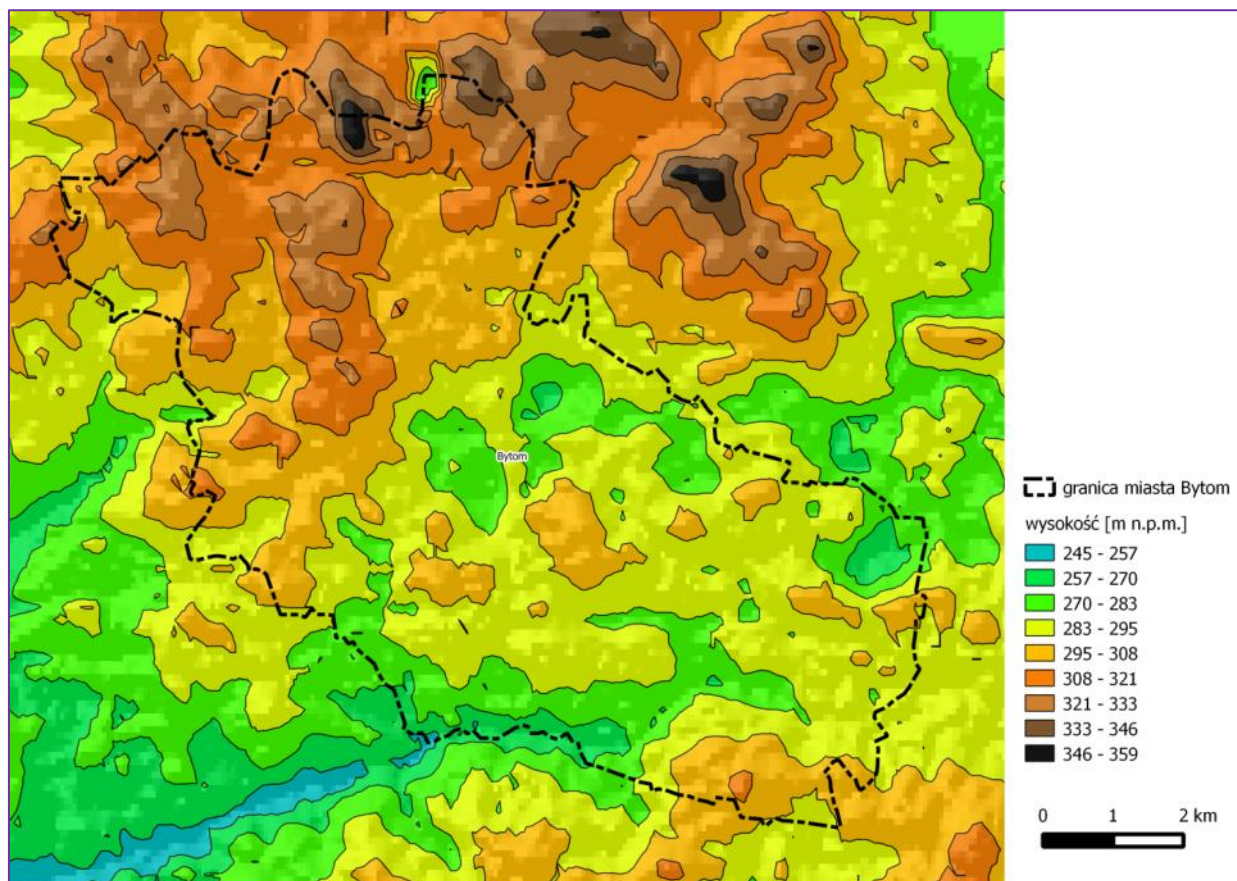 Bytom
granica miasta Bytom
wysokość [m n.p.m.]
245 - 257
257 - 270
270 - 283
283 - 295
295 - 308
308 - 321
321 - 333
333 - 346
346 - 359
0 1 2 km